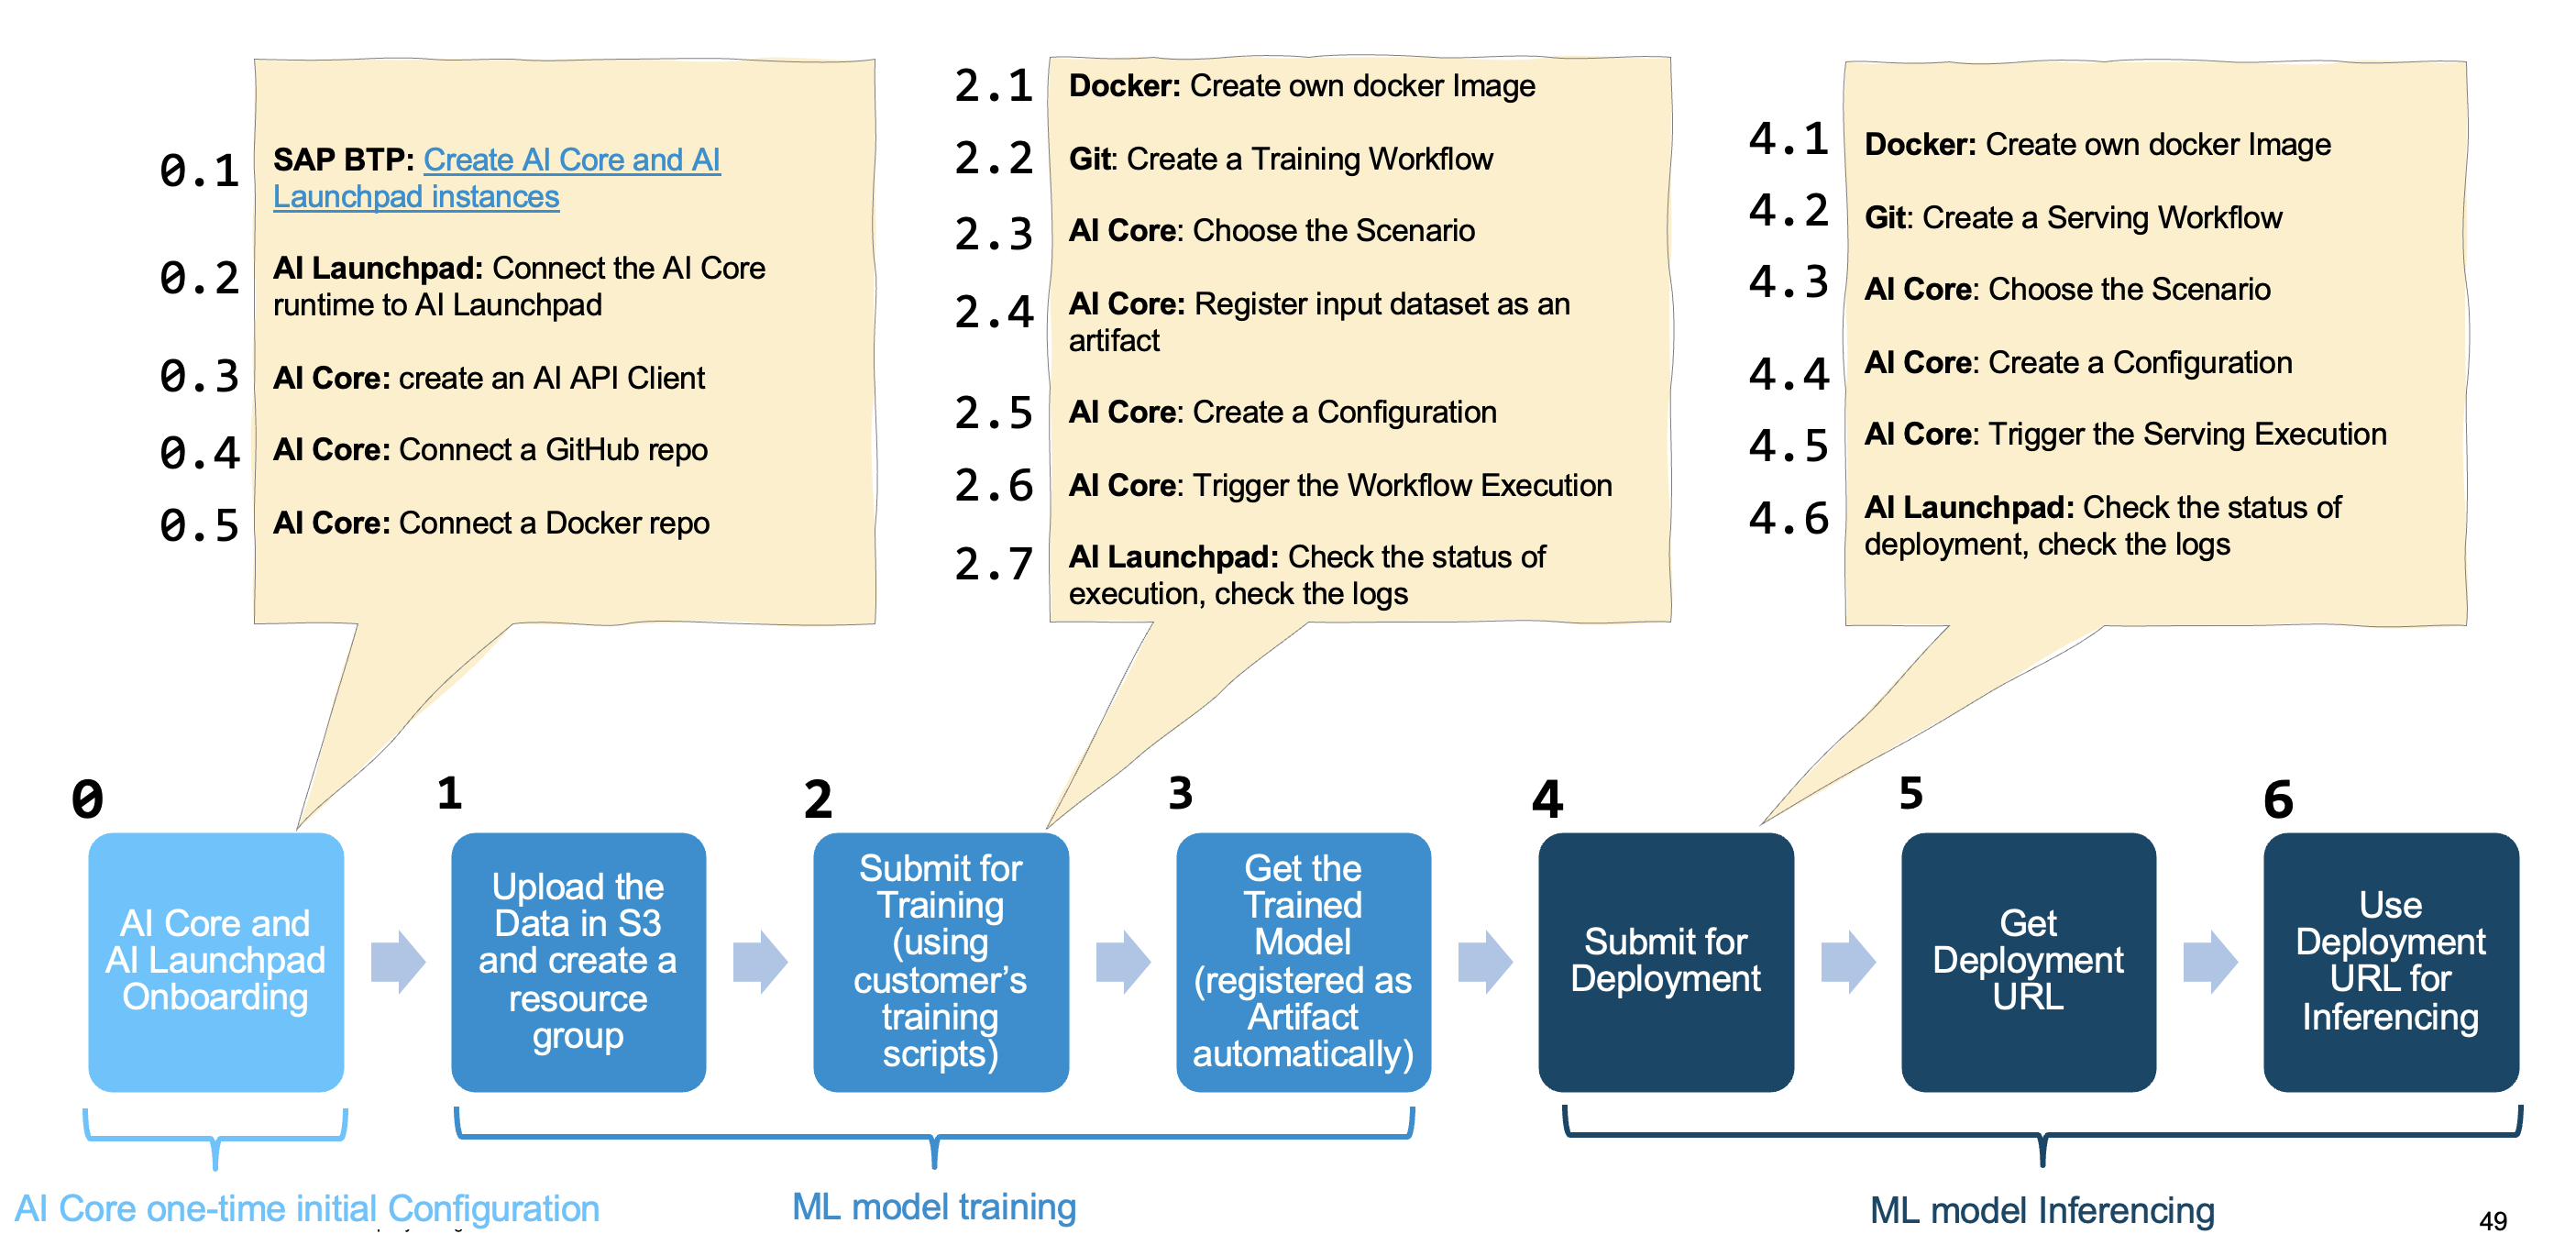 0.1
SAP BTP: Create AI Core and AI
Launchpad instances
0.2
AI Launchpad: Connect the AI Core
runtime to AI Launchpad
0.3
AI Core: create an AI API Client
0.4
AI Core: Connect a GitHub repo
0.5
AI Core: Connect a Docker repo
2.1
Docker: Create own docker Image
2.2
Git: Create a Training Workflow
2.3
AI Core: Choose the Scenario
2.4
AI Core: Register input dataset as an
artifact
2.5
AI Core: Create a Configuration
2.6
AI Core: Trigger the Workflow Execution
2.7
AI Launchpad: Check the status of
execution, check the logs
4.1
Docker: Create own docker Image
4.2
Git: Create a Serving Workflow
4.3
AI Core: Choose the Scenario
4.4
AI Core: Create a Configuration
4.5
AI Core: Trigger the Serving Execution
4.6
AI Launchpad: Check the status of
deployment, check the logs
0
AI Core and
AI Launchpad
Onboarding
1
Upload the
Data in S3
and create a
resource
group
2
Submit for
Training
(using
customer’s
training
scripts)
3
Get the
Trained
Model
(registered as
Artifact
automatically)
4
Submit for
Deployment
5
Get
Deployment
URL
6
Use
Deployment
URL for
Inferencing
AI Core one-time initial Configuration
ML model training
ML model Inferencing
49